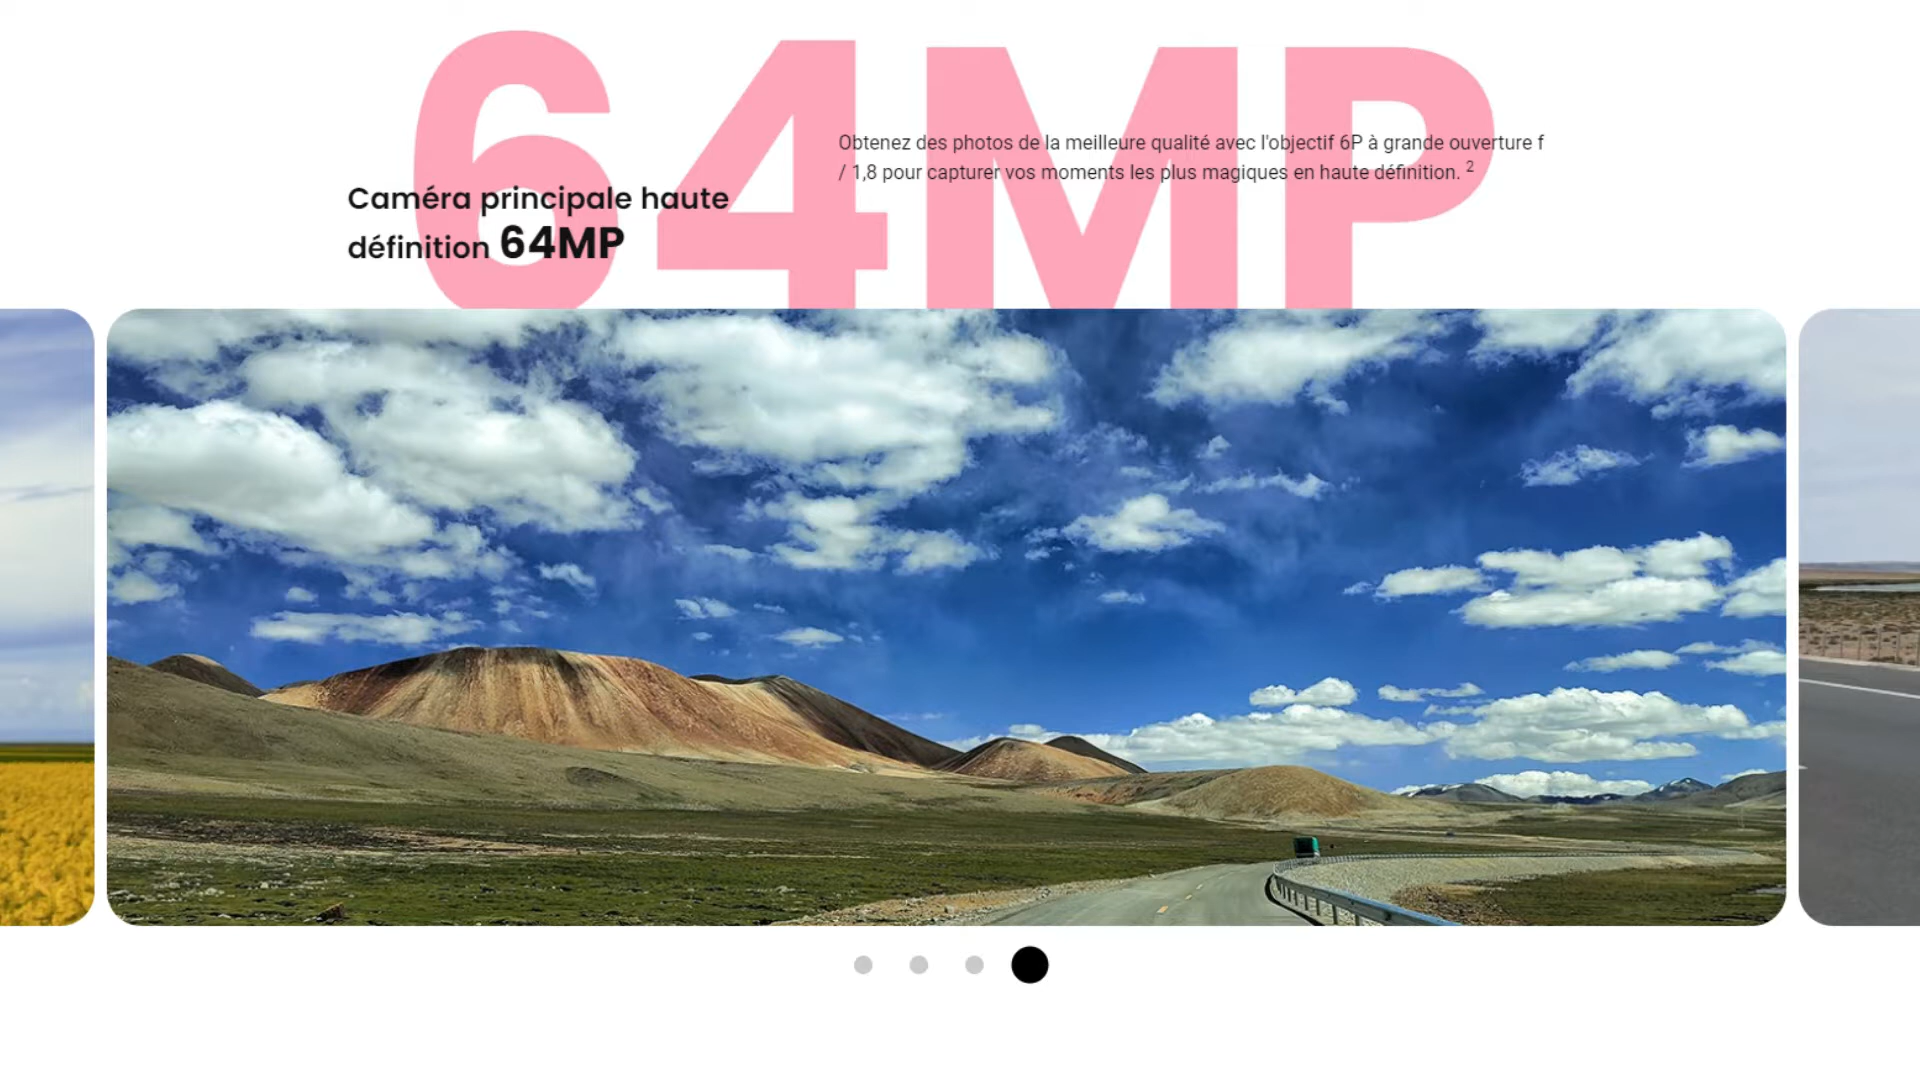 64MP
Obtenez des photos de la meilleure qualité avec l'objectif 6P à grande ouverture f
/ 1,8 pour capturer vos moments les plus magiques en haute définition. 2
Caméra principale haute
définition 64MP